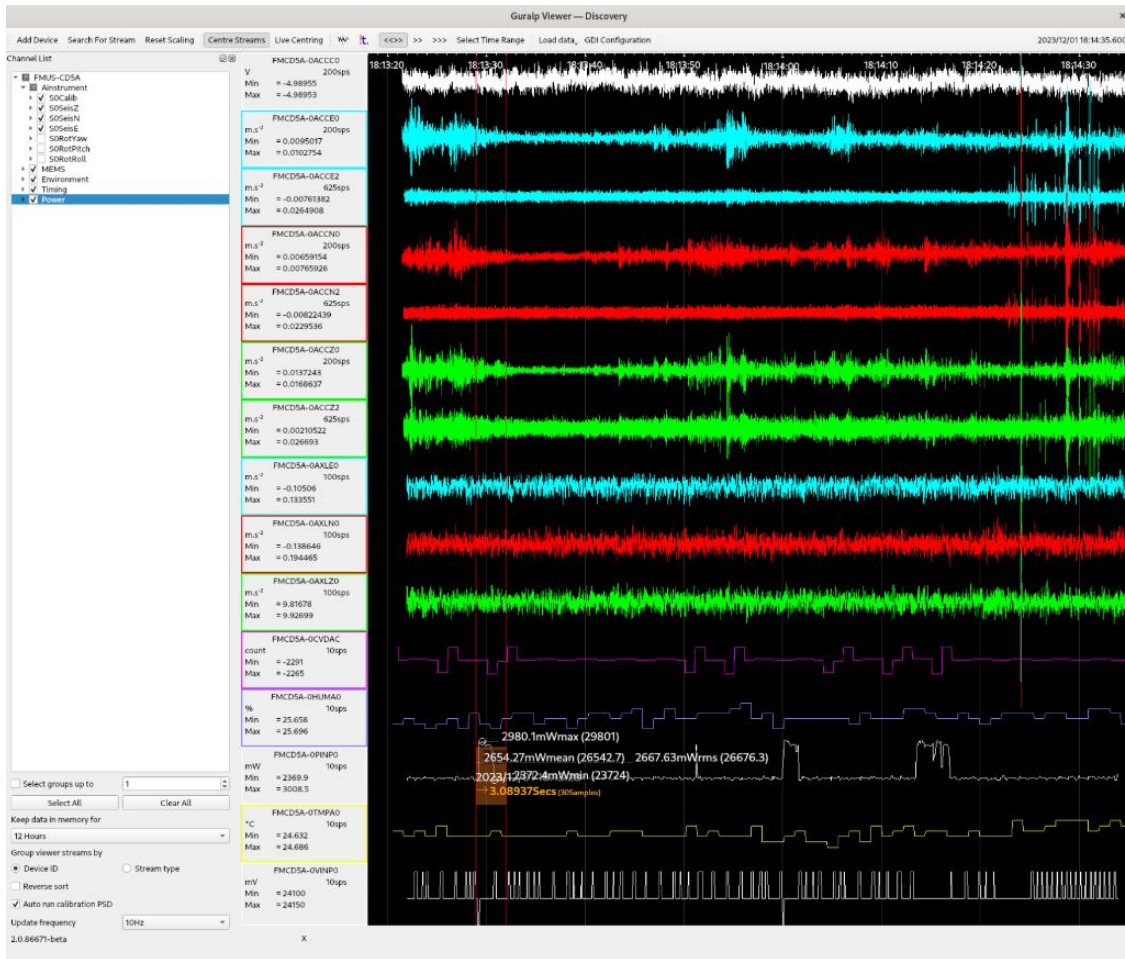 Guralp Viewer — Discovery
Add Device Search For Stream Reset Scaling Centre Streams Live Centring <<>> >> >>> Select Time Range Load data, GDI Configuration 2023/12/01 18:14:35.600
Channel List
FMUS-CD5A
Ainstrument
S0Calib
S0SeisZ
S0SeisN
S0SeisE
S0RotYaw
S0RotPitch
S0RotRoll
MEMS
Environment
Timing
Power
Select groups up to 1
Select All Clear All
Keep data in memory for
12 Hours
Group viewer streams by
Device ID Stream type
Reverse sort
Auto run calibration PSD
Update frequency 10Hz
2.0.86671-beta
FMCD5A-0ACCC0
V 200sps
Min = -4.98955
Max = -4.98953
FMCD5A-0ACCE0
m.s⁻² 200sps
Min = 0.0095017
Max = 0.0102754
FMCD5A-0ACCE2
m.s⁻² 625sps
Min = -0.00761382
Max = 0.0264908
FMCD5A-0ACCN0
m.s⁻² 200sps
Min = 0.00659154
Max = 0.00765926
FMCD5A-0ACCN2
m.s⁻² 625sps
Min = -0.00822439
Max = 0.0229536
FMCD5A-0ACCZ0
m.s⁻² 200sps
Min = 0.0137243
Max = 0.0168637
FMCD5A-0ACCZ2
m.s⁻² 625sps
Min = 0.00210522
Max = 0.026693
FMCD5A-0AXLE0
m.s⁻² 100sps
Min = -0.10506
Max = 0.133551
FMCD5A-0AXLN0
m.s⁻² 100sps
Min = -0.138646
Max = 0.194465
FMCD5A-0AXLZ0
m.s⁻² 100sps
Min = 9.81678
Max = 9.92699
FMCD5A-0CVDAC
count 10sps
Min = -2291
Max = -2265
FMCD5A-0HUMA0
% 10sps
Min = 25.658
Max = 25.696
FMCD5A-0PINP0
mW 10sps
Min = 2369.9
Max = 3008.5
FMCD5A-0TMPA0
°C 10sps
Min = 24.632
Max = 24.686
FMCD5A-0VINP0
mV 10sps
Min = 24100
Max = 24150
X
18:13:20 18:13:30 18:13:40 18:13:50 18:14:00 18:14:10 18:14:20 18:14:30
2980.1mWmax (29801)
2654.27mWmean (26542.7) 2667.63mWrms (26676.3)
2372.4mWmin (23724)
3.08937Secs (30Samples)